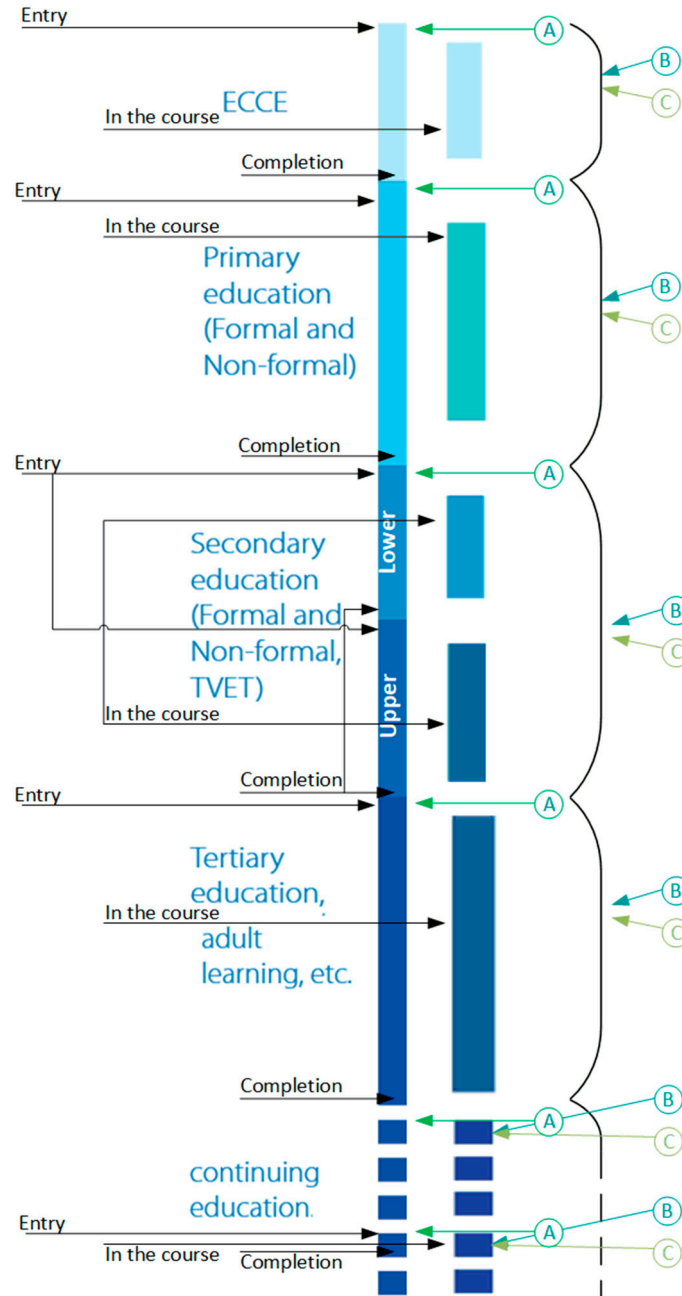 Entry
A
B
ECCE
C
In the course
Completion
A
Entry
In the course
Primary
education
(Formal and
Non-formal)
B
C
Completion
Entry
A
Lower
Secondary
education
(Formal and
Non-formal,
TVET)
B
C
Upper
In the course
Completion
Entry
A
Tertiary
education,
adult
learning, etc.
In the course
B
C
Completion
B
A
C
continuing
education.
B
Entry
A
In the course
Completion
C